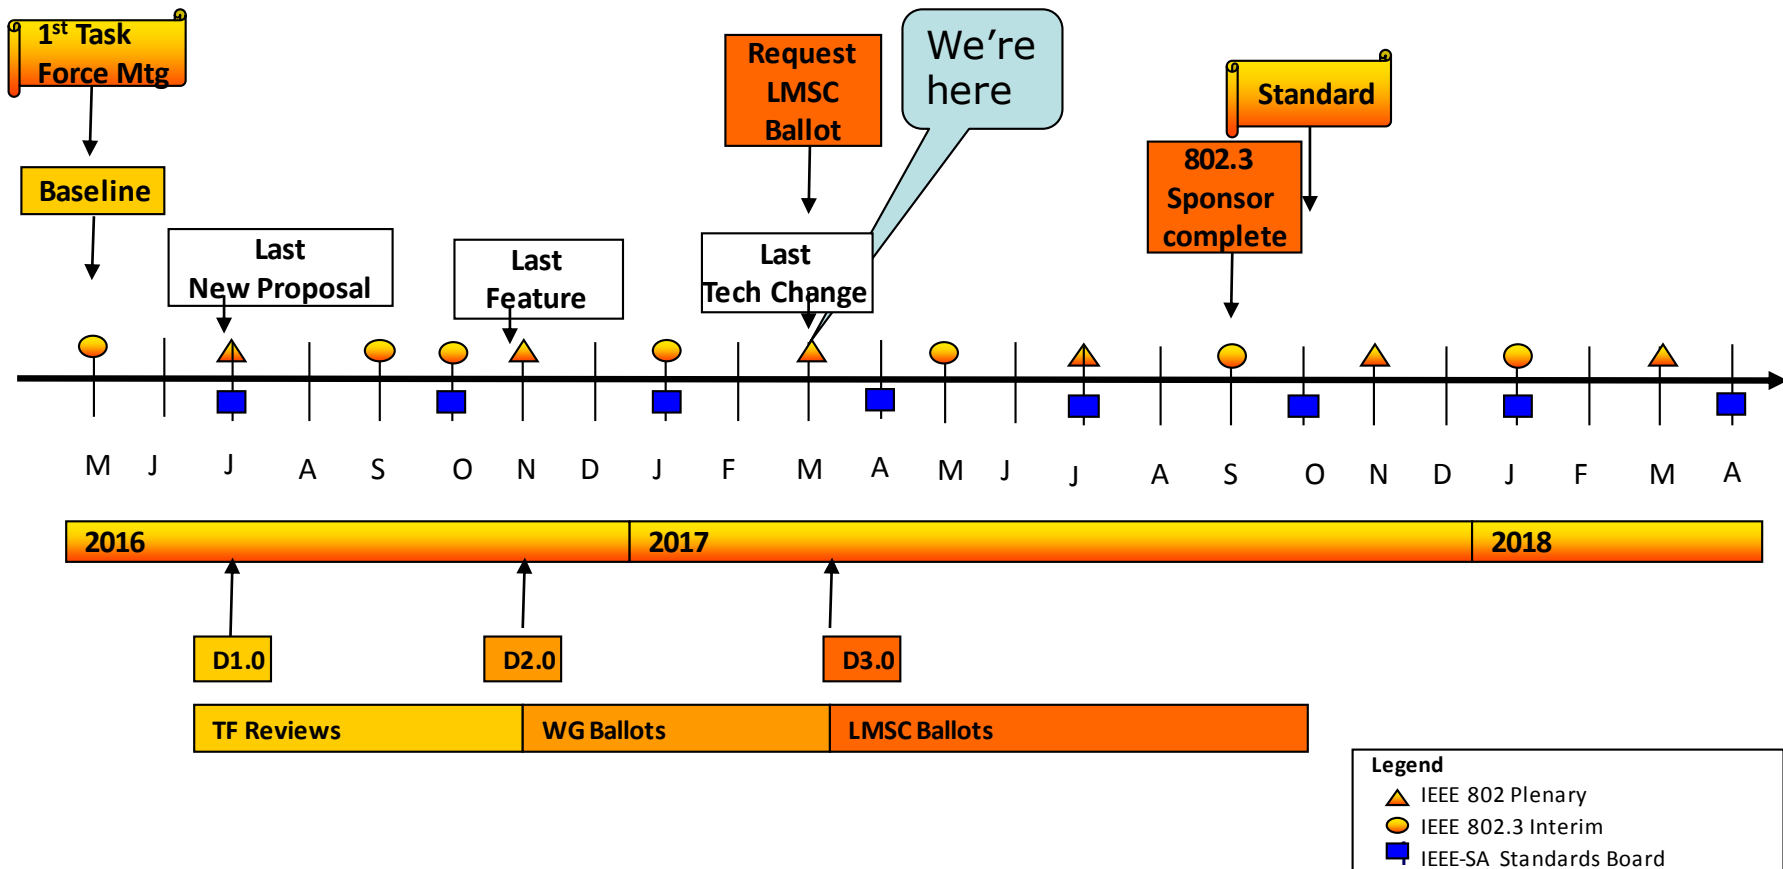 1st Task
Force Mtg
Baseline
Last
New Proposal
Last
Feature
Request
LMSC
Ballot
We're
here
Last
Tech Change
Standard
802.3
Sponsor
complete
M J J A S O N D J F M A M J J A S O N D J F M A
2016 2017 2018
D1.0 D2.0 D3.0
TF Reviews WG Ballots LMSC Ballots
Legend
IEEE 802 Plenary
IEEE 802.3 Interim
IEEE-SA Standards Board